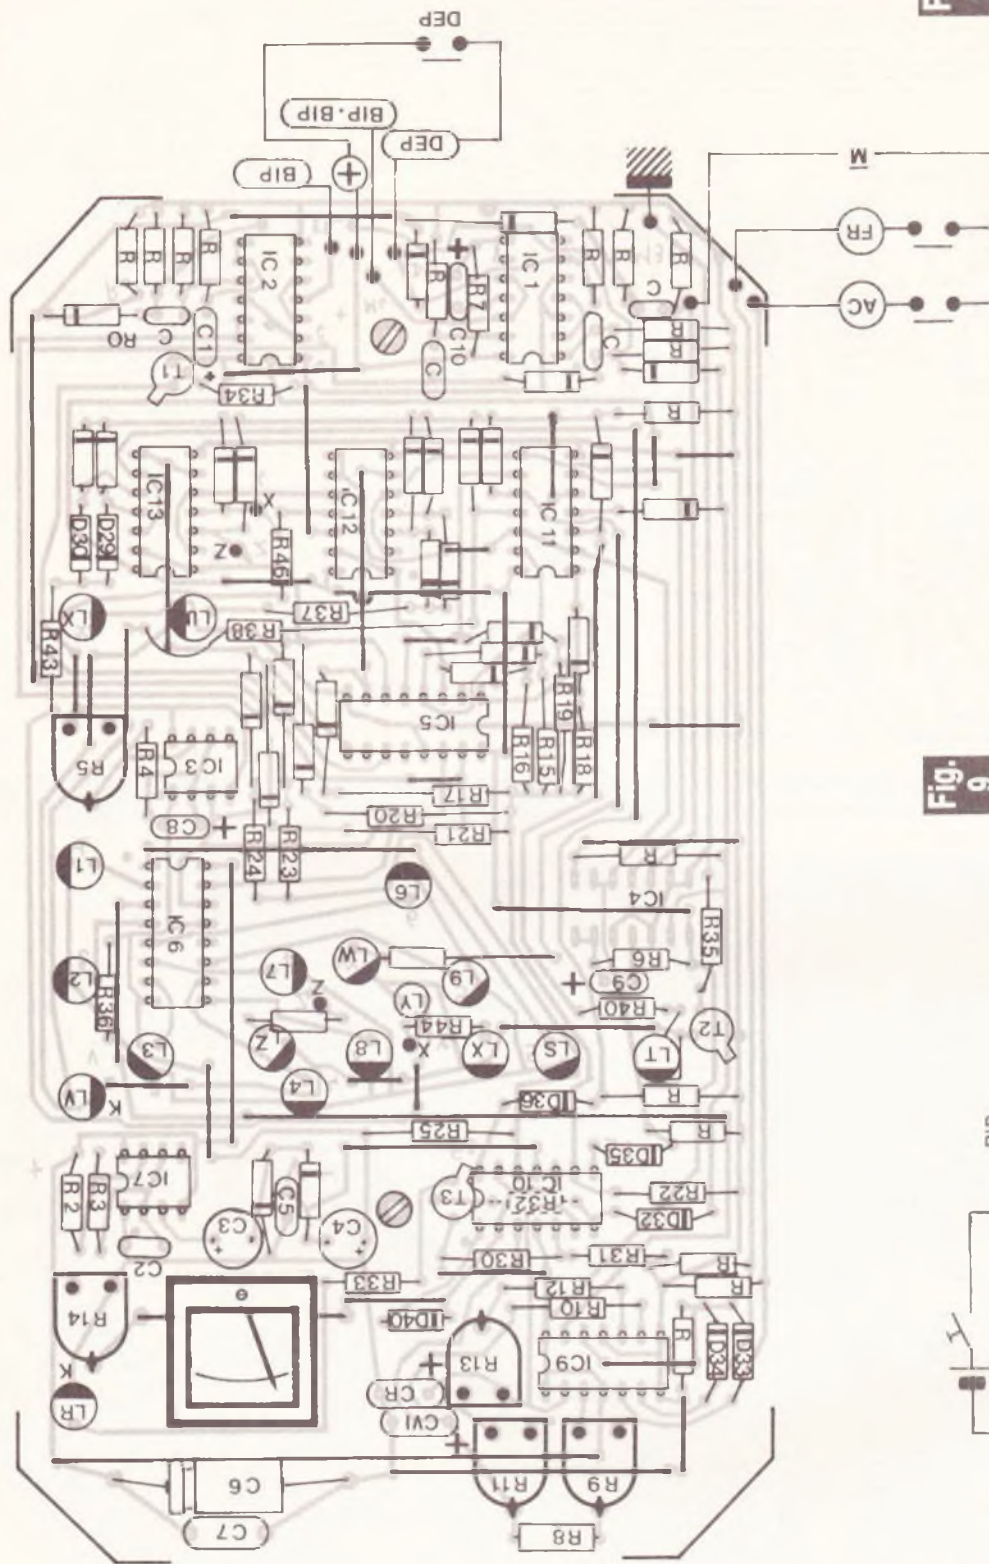 DEP
BIP·BIP
DEP
BIP
+
M
FR
AC
R
R
R
R
IC 2
R
C10
R7
IC 1
R
R
R
C
R0
C
C11
T1
+
R34
C
C
R
R
R
D30
D29
IC13
X
Z
R46
IC12
IC 11
LX
LU
R37
R38
R43
R5
R4
IC3
IC5
R19
R16
R15
R18
R17
R20
R21
C8
+
R24
R23
Fig.
9
L1
IC6
L6
R
IC4
R35
L2
R36
L7
Z
LW
LY
L9
R6
C9
+
R40
T2
L3
LZ
L8
X
R44
LX
LS
LT
LV
K
L4
D36
R
R25
R
D35
R2
R3
IC7
C5
T3
IC10
R32
R22
D32
C2
C3
C4
R30
R31
R
R
R14
K
R33
D40
R12
R10
R13
IC9
R
D34
D33
LR
CR
CVI
+
R11
R9
C6
C7
R8